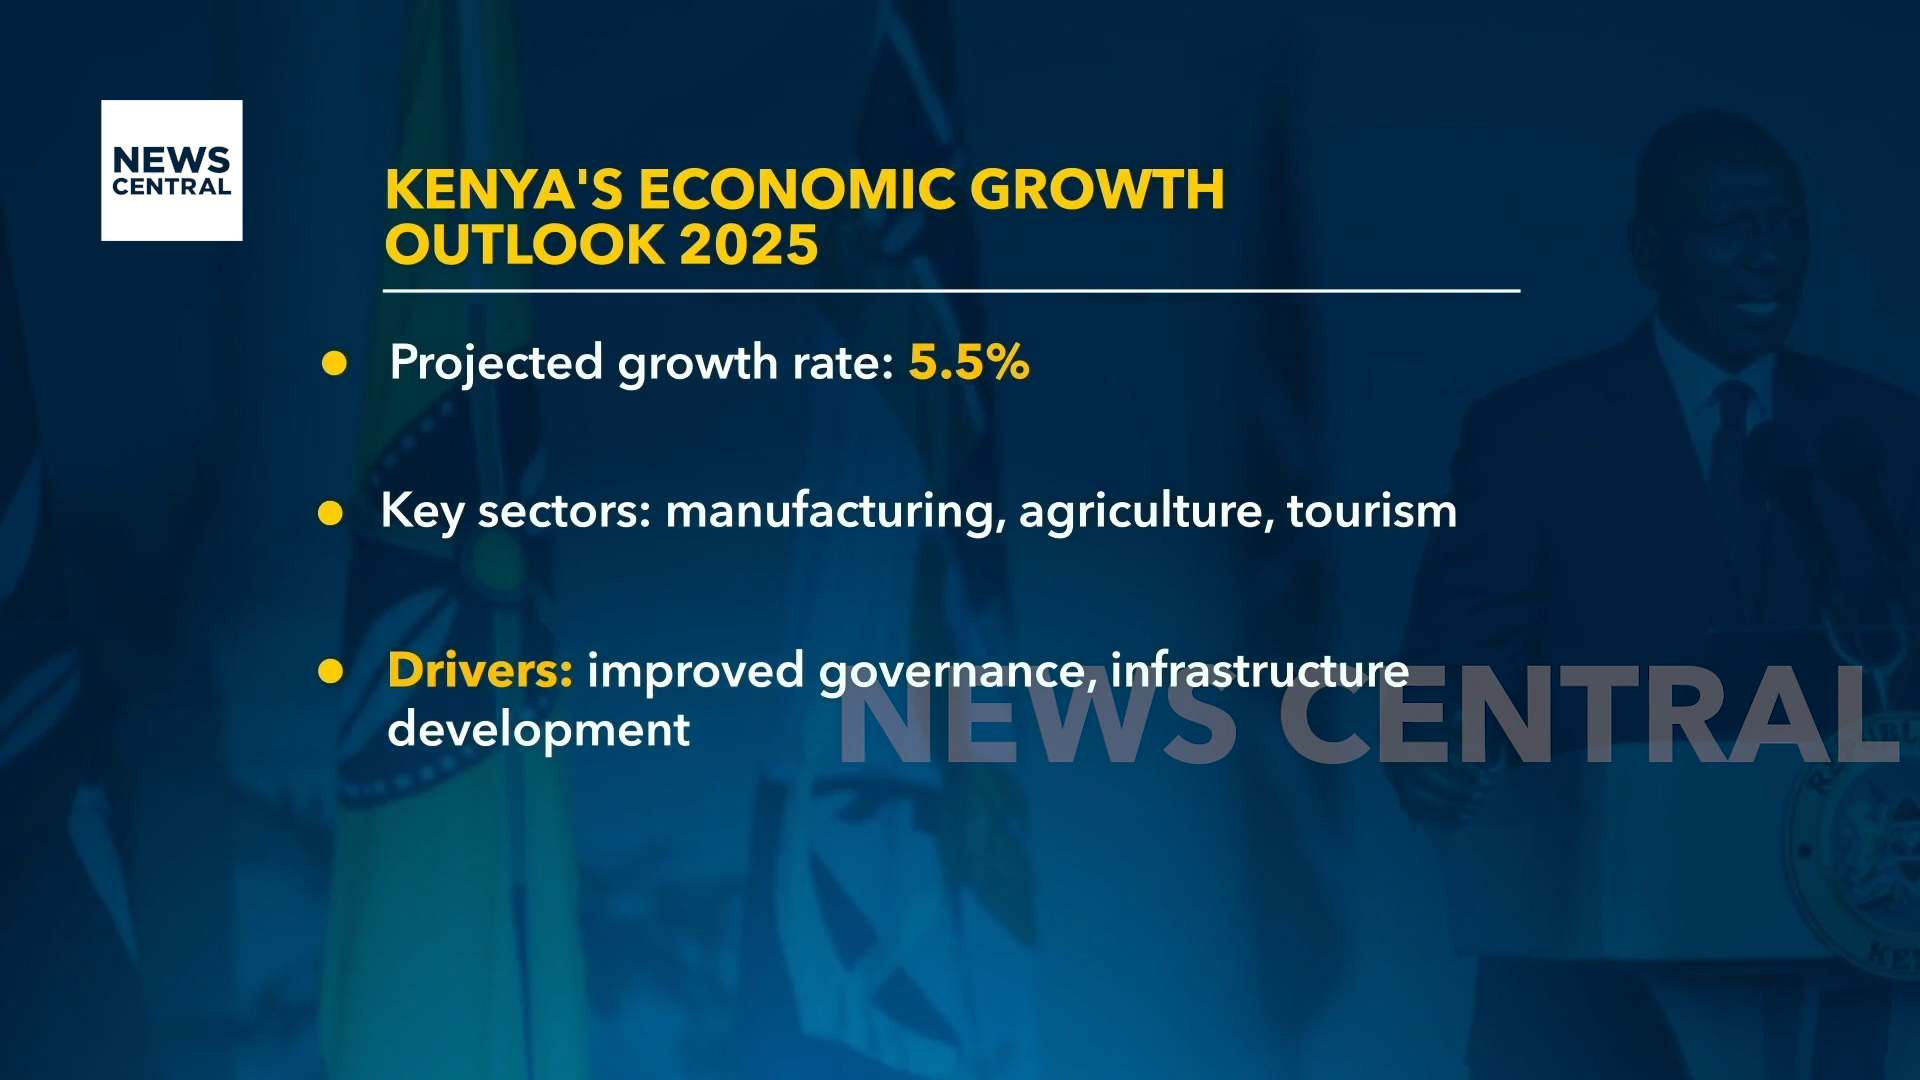 NEWS
CENTRAL
KENYA'S ECONOMIC GROWTH
OUTLOOK 2025
Projected growth rate: 5.5%
Key sectors: manufacturing, agriculture, tourism
Drivers: improved governance, infrastructure
development
NEWS CENTRAL